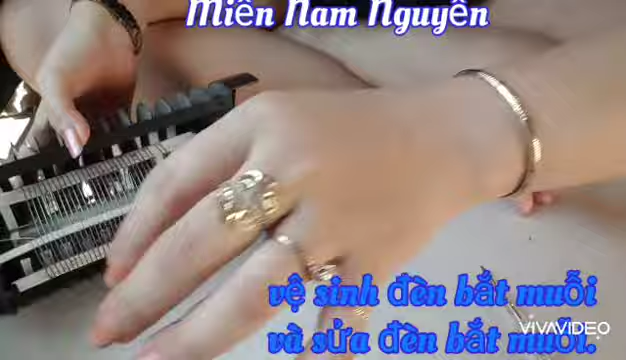 Miền Nam Nguyễn
vệ sinh đèn bắt muỗi
và sửa đèn bắt muỗi.
VIVAVIDEO